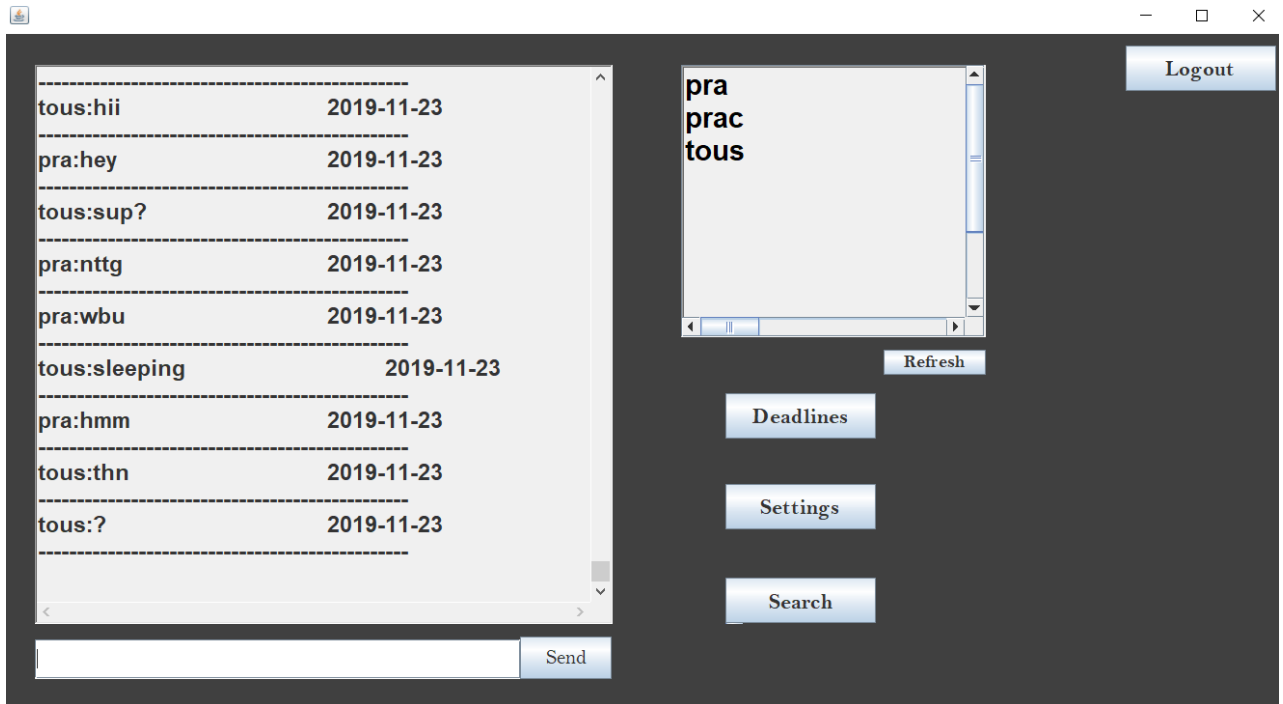 ------------------------------------------------
tous:hii 2019-11-23
------------------------------------------------
pra:hey 2019-11-23
------------------------------------------------
tous:sup? 2019-11-23
------------------------------------------------
pra:nttg 2019-11-23
------------------------------------------------
pra:wbu 2019-11-23
------------------------------------------------
tous:sleeping 2019-11-23
------------------------------------------------
pra:hmm 2019-11-23
------------------------------------------------
tous:thn 2019-11-23
------------------------------------------------
tous:? 2019-11-23
------------------------------------------------
Send
pra
prac
tous
Refresh
Deadlines
Settings
Search
Logout